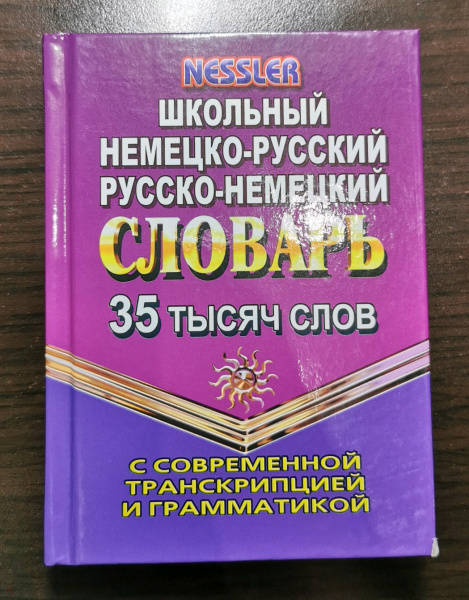 NESSLER
ШКОЛЬНЫЙ
НЕМЕЦКО-РУССКИЙ
РУССКО-НЕМЕЦКИЙ
СЛОВАРЬ
35 ТЫСЯЧ СЛОВ
С СОВРЕМЕННОЙ
ТРАНСКРИПЦИЕЙ
И ГРАММАТИКОЙ